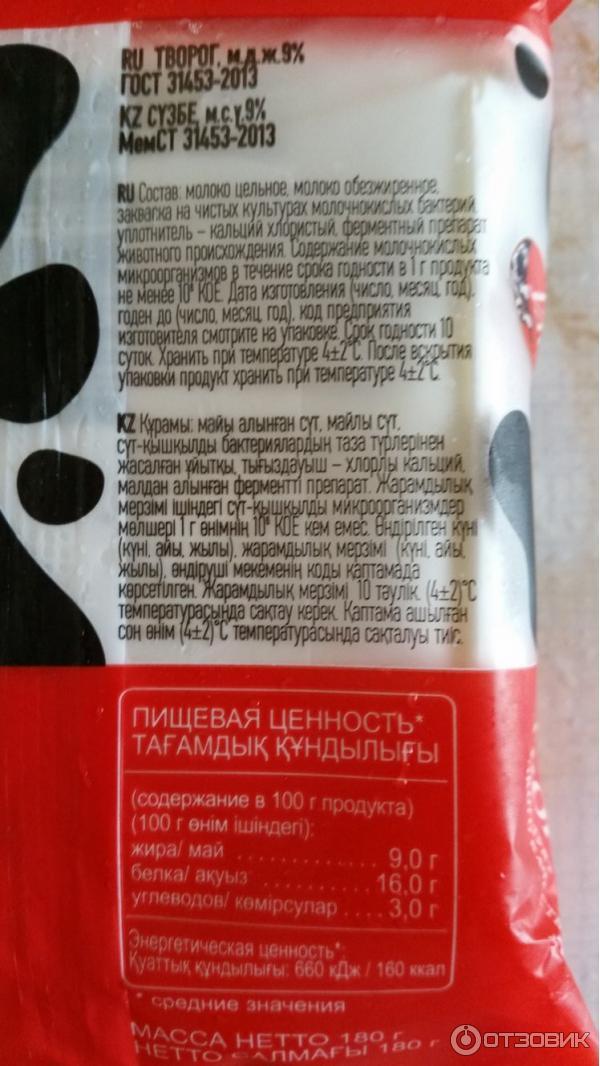 RU ТВОРОГ, м.д.ж.9%
ГОСТ 31453-2013
KZ СҮЗБЕ, м.с.ү.9%
МемСТ 31453-2013
RU Состав: молоко цельное, молоко обезжиренное,
закваска на чистых культурах молочнокислых бактерий,
уплотнитель – кальций хлористый, ферментный препарат
животного происхождения. Содержание молочнокислых
микроорганизмов в течение срока годности в 1 г продукта
не менее 10⁶ КОЕ. Дата изготовления (число, месяц, год),
годен до (число, месяц, год), код предприятия
изготовителя смотрите на упаковке. Срок годности 10
суток. Хранить при температуре 4±2°С. После вскрытия
упаковки продукт хранить при температуре 4±2°С.
KZ Құрамы: майы алынған сүт, майлы сүт,
сүт-қышқылды бактериялардың таза түрлерінен
жасалған ұйытқы, тығыздауыш – хлорлы кальций,
малдан алынған ферментті препарат. Жарамдылық
мерзімі ішіндегі сүт-қышқылды микроорганизмдер
мөлшері 1 г өнімнің 10⁶ КОЕ кем емес. Өндірілген күні
(күні, айы, жылы), жарамдылық мерзімі (күні, айы,
жылы), өндіруші мекеменің коды қаптамада
көрсетілген. Жарамдылық мерзімі 10 тәулік. (4±2)°С
температурасында сақтау керек. Қаптама ашылған
соң өнім (4±2)°С температурасында сақталуы тиіс.
ПИЩЕВАЯ ЦЕННОСТЬ*
ТАҒАМДЫҚ ҚҰНДЫЛЫҒЫ
(содержание в 100 г продукта)
(100 г өнім ішіндегі):
жира/ май ............ 9,0 г
белка/ ақуыз ............ 16,0 г
углеводов/ көмірсулар .... 3,0 г
Энергетическая ценность*:
Қуаттық құндылығы: 660 кДж / 160 ккал
* средние значения
МАССА НЕТТО 180 г
НЕТТО САЛМАҒЫ 180 г
ОТЗОВИК